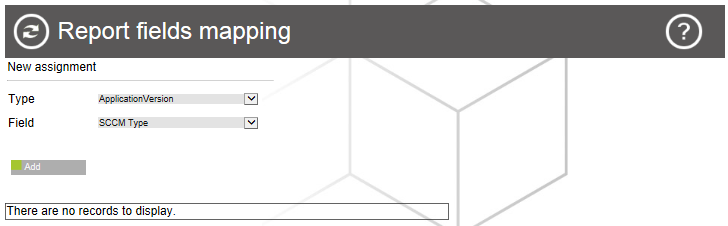 Report fields mapping
?
New assignment
Type ApplicationVersion
Field SCCM Type
Add
There are no records to display.